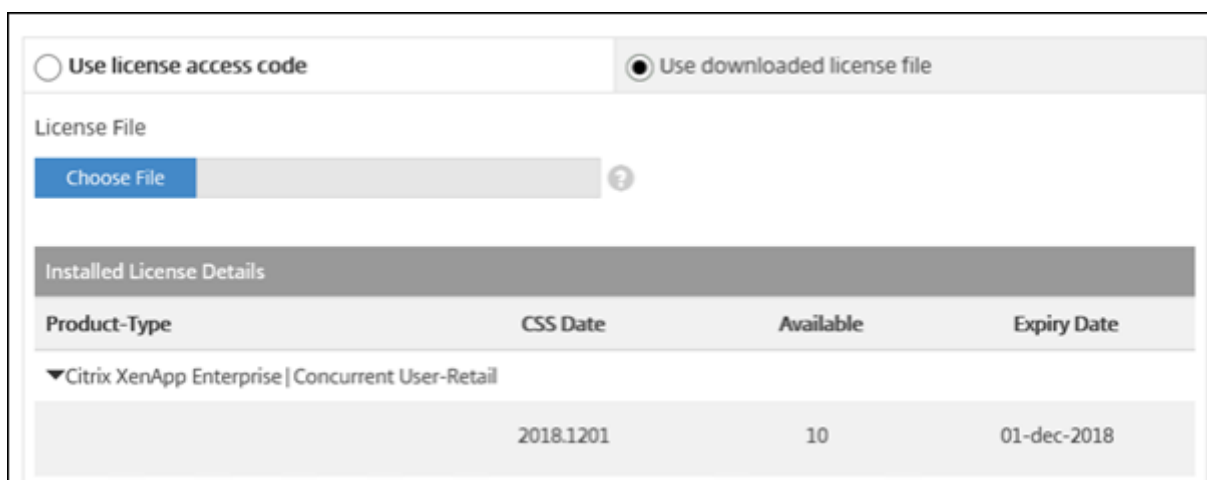 Use license access code
Use downloaded license file
License File
Choose File
?
Installed License Details
Product-Type CSS Date Available Expiry Date
Citrix XenApp Enterprise|Concurrent User-Retail
2018.1201 10 01-dec-2018